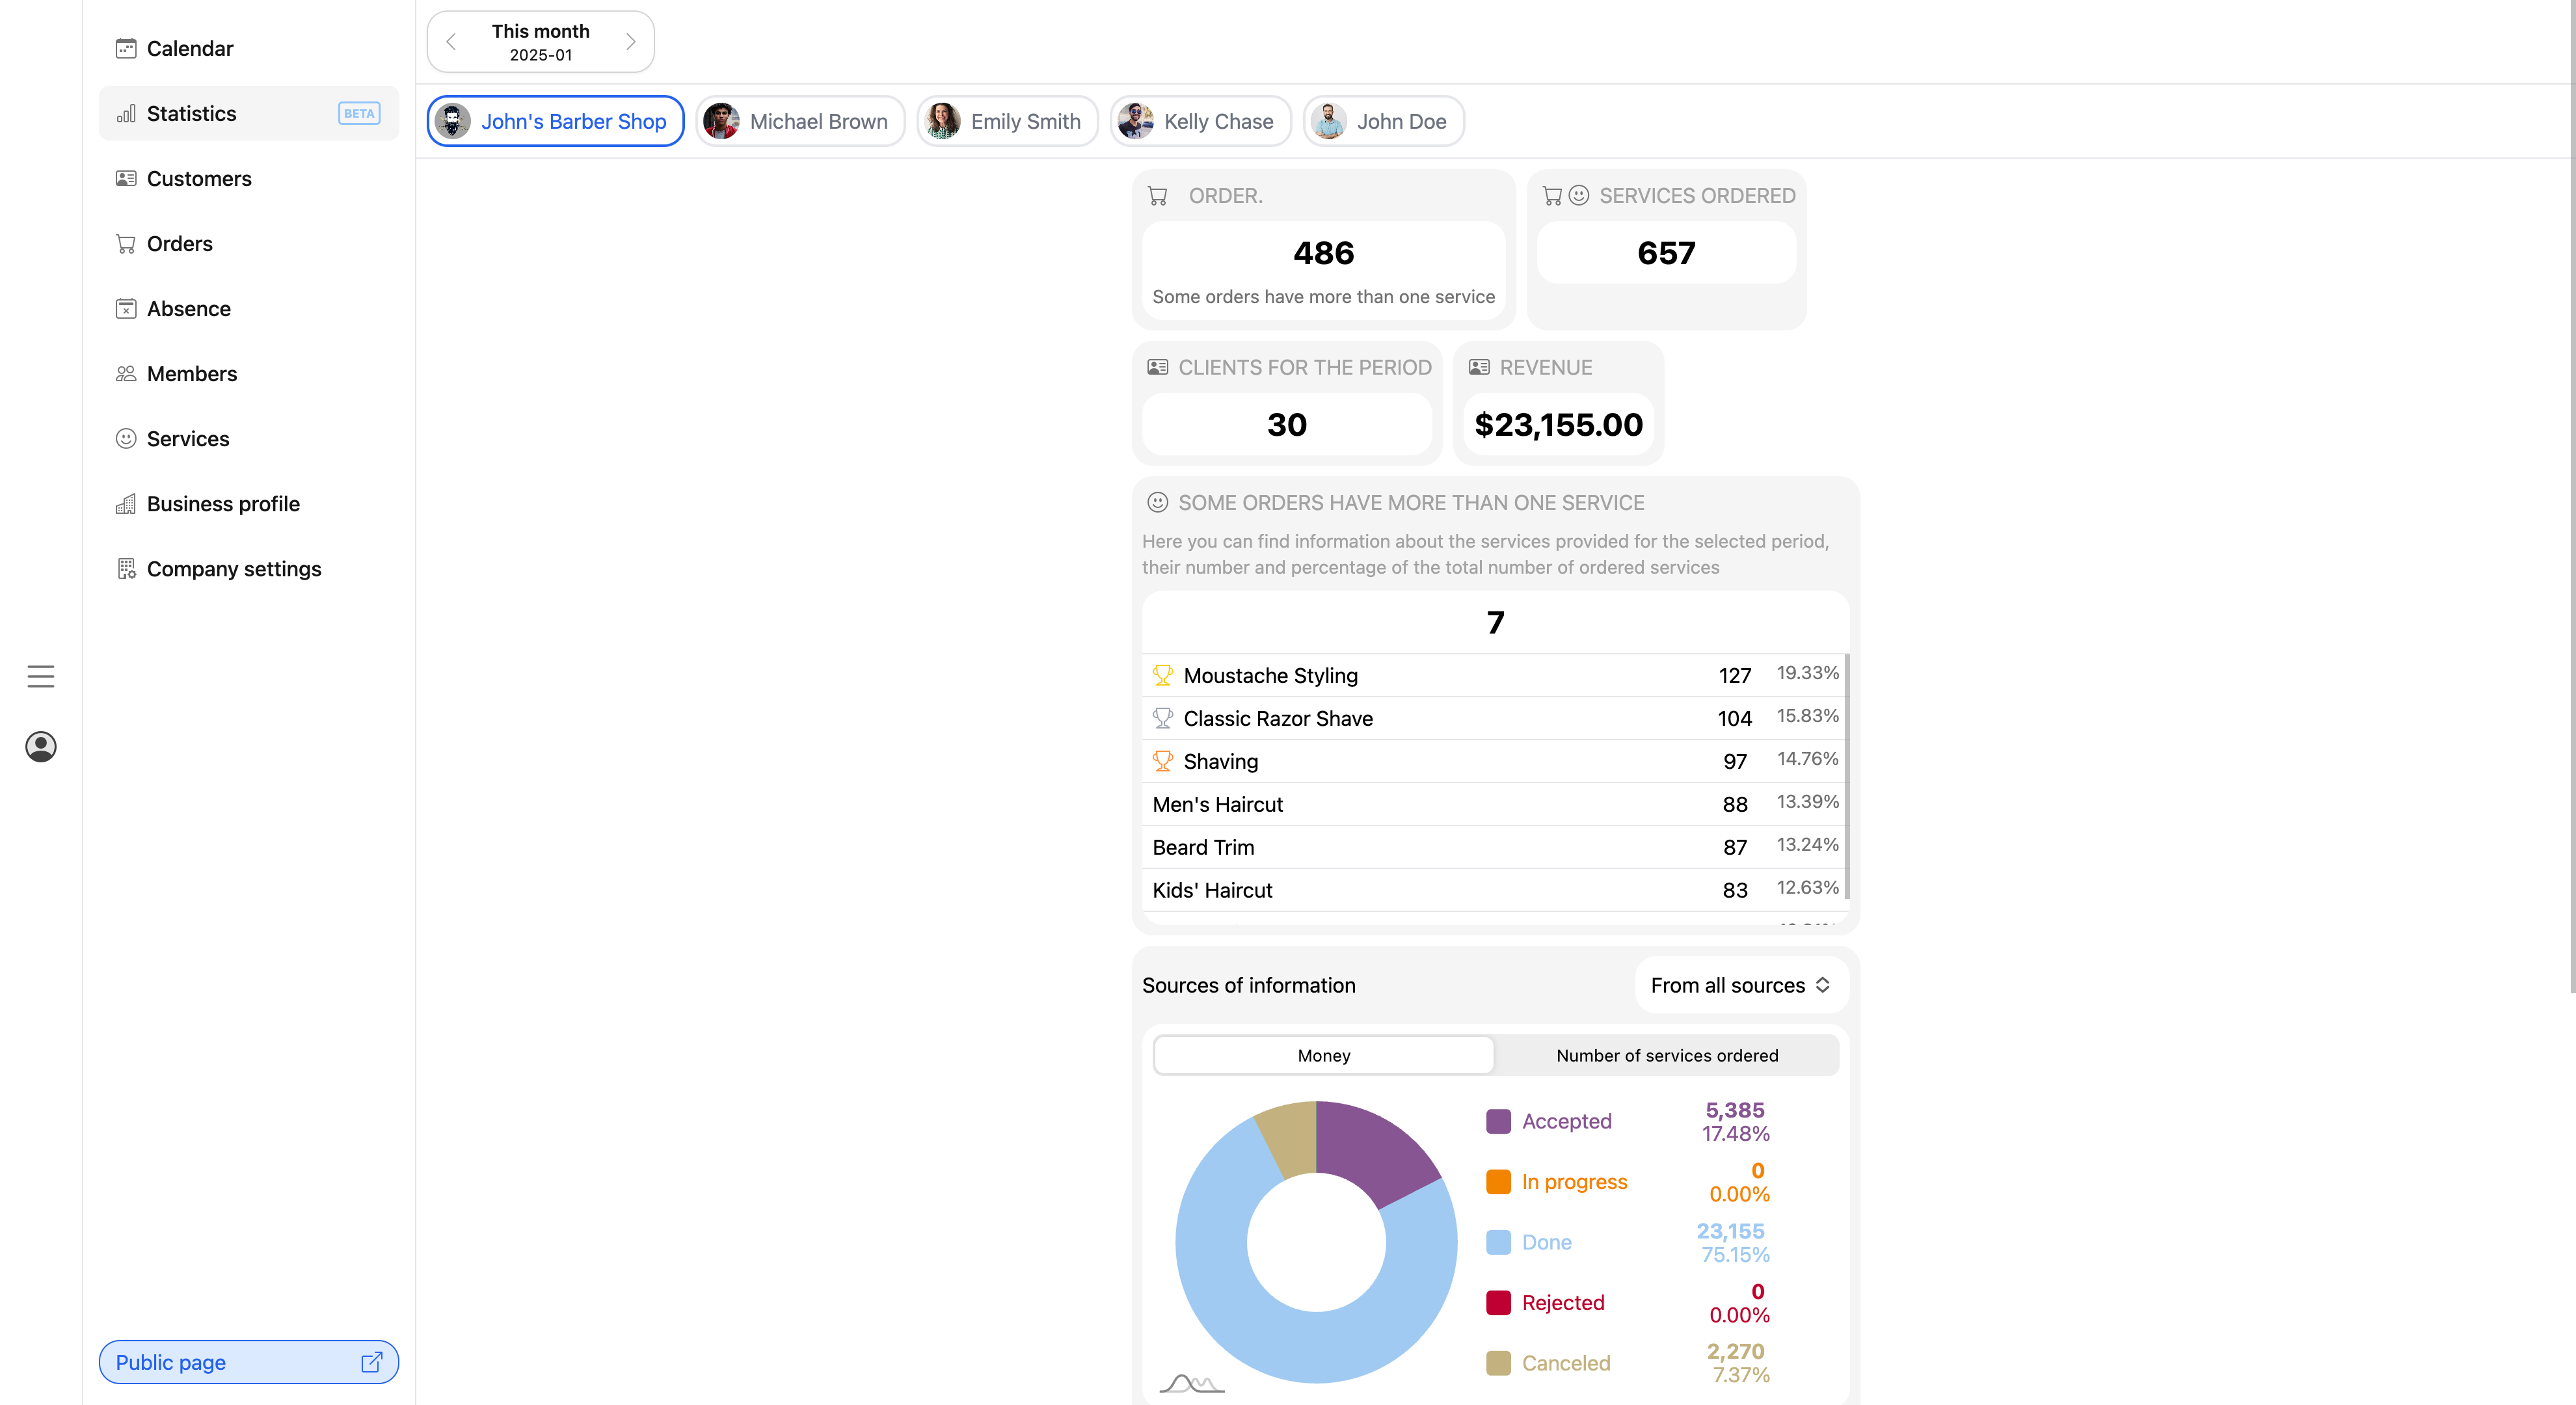 Calendar
Statistics BETA
Customers
Orders
Absence
Members
Services
Business profile
Company settings
Public page
This month
2025-01
John's Barber Shop Michael Brown Emily Smith Kelly Chase John Doe
ORDER.
486
Some orders have more than one service
SERVICES ORDERED
657
CLIENTS FOR THE PERIOD
30
REVENUE
$23,155.00
SOME ORDERS HAVE MORE THAN ONE SERVICE
Here you can find information about the services provided for the selected period,
their number and percentage of the total number of ordered services
7
Moustache Styling 127 19.33%
Classic Razor Shave 104 15.83%
Shaving 97 14.76%
Men's Haircut 88 13.39%
Beard Trim 87 13.24%
Kids' Haircut 83 12.63%
Sources of information From all sources
Money Number of services ordered
Accepted 5,385
17.48%
In progress 0
0.00%
Done 23,155
75.15%
Rejected 0
0.00%
Canceled 2,270
7.37%